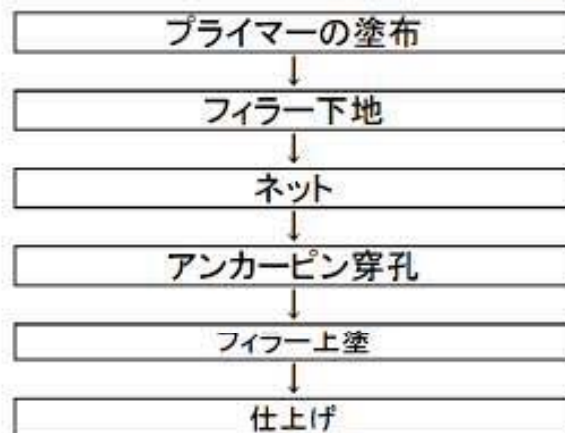 プライマーの塗布
↓
フィラー下地
↓
ネット
↓
アンカーピン穿孔
↓
フィラー上塗
↓
仕上げ